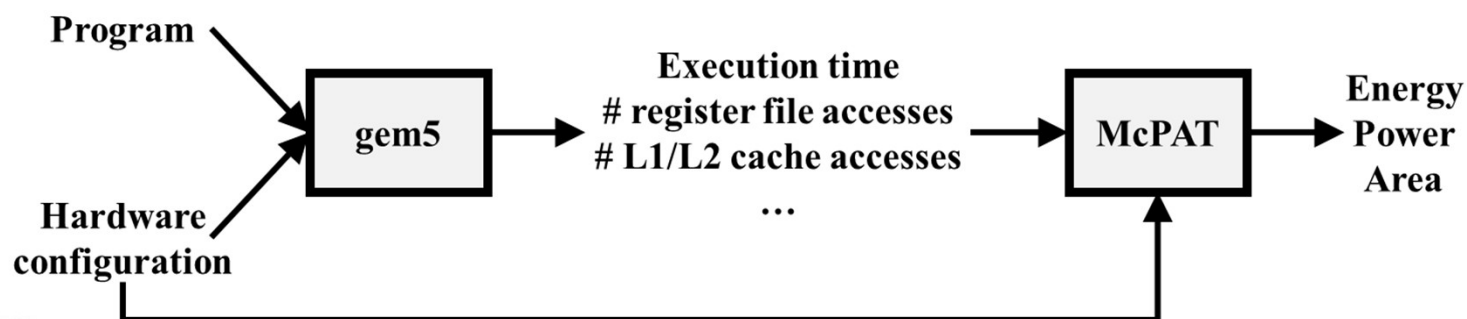 Program
Hardware
configuration
gem5
Execution time
# register file accesses
# L1/L2 cache accesses
...
McPAT
Energy
Power
Area